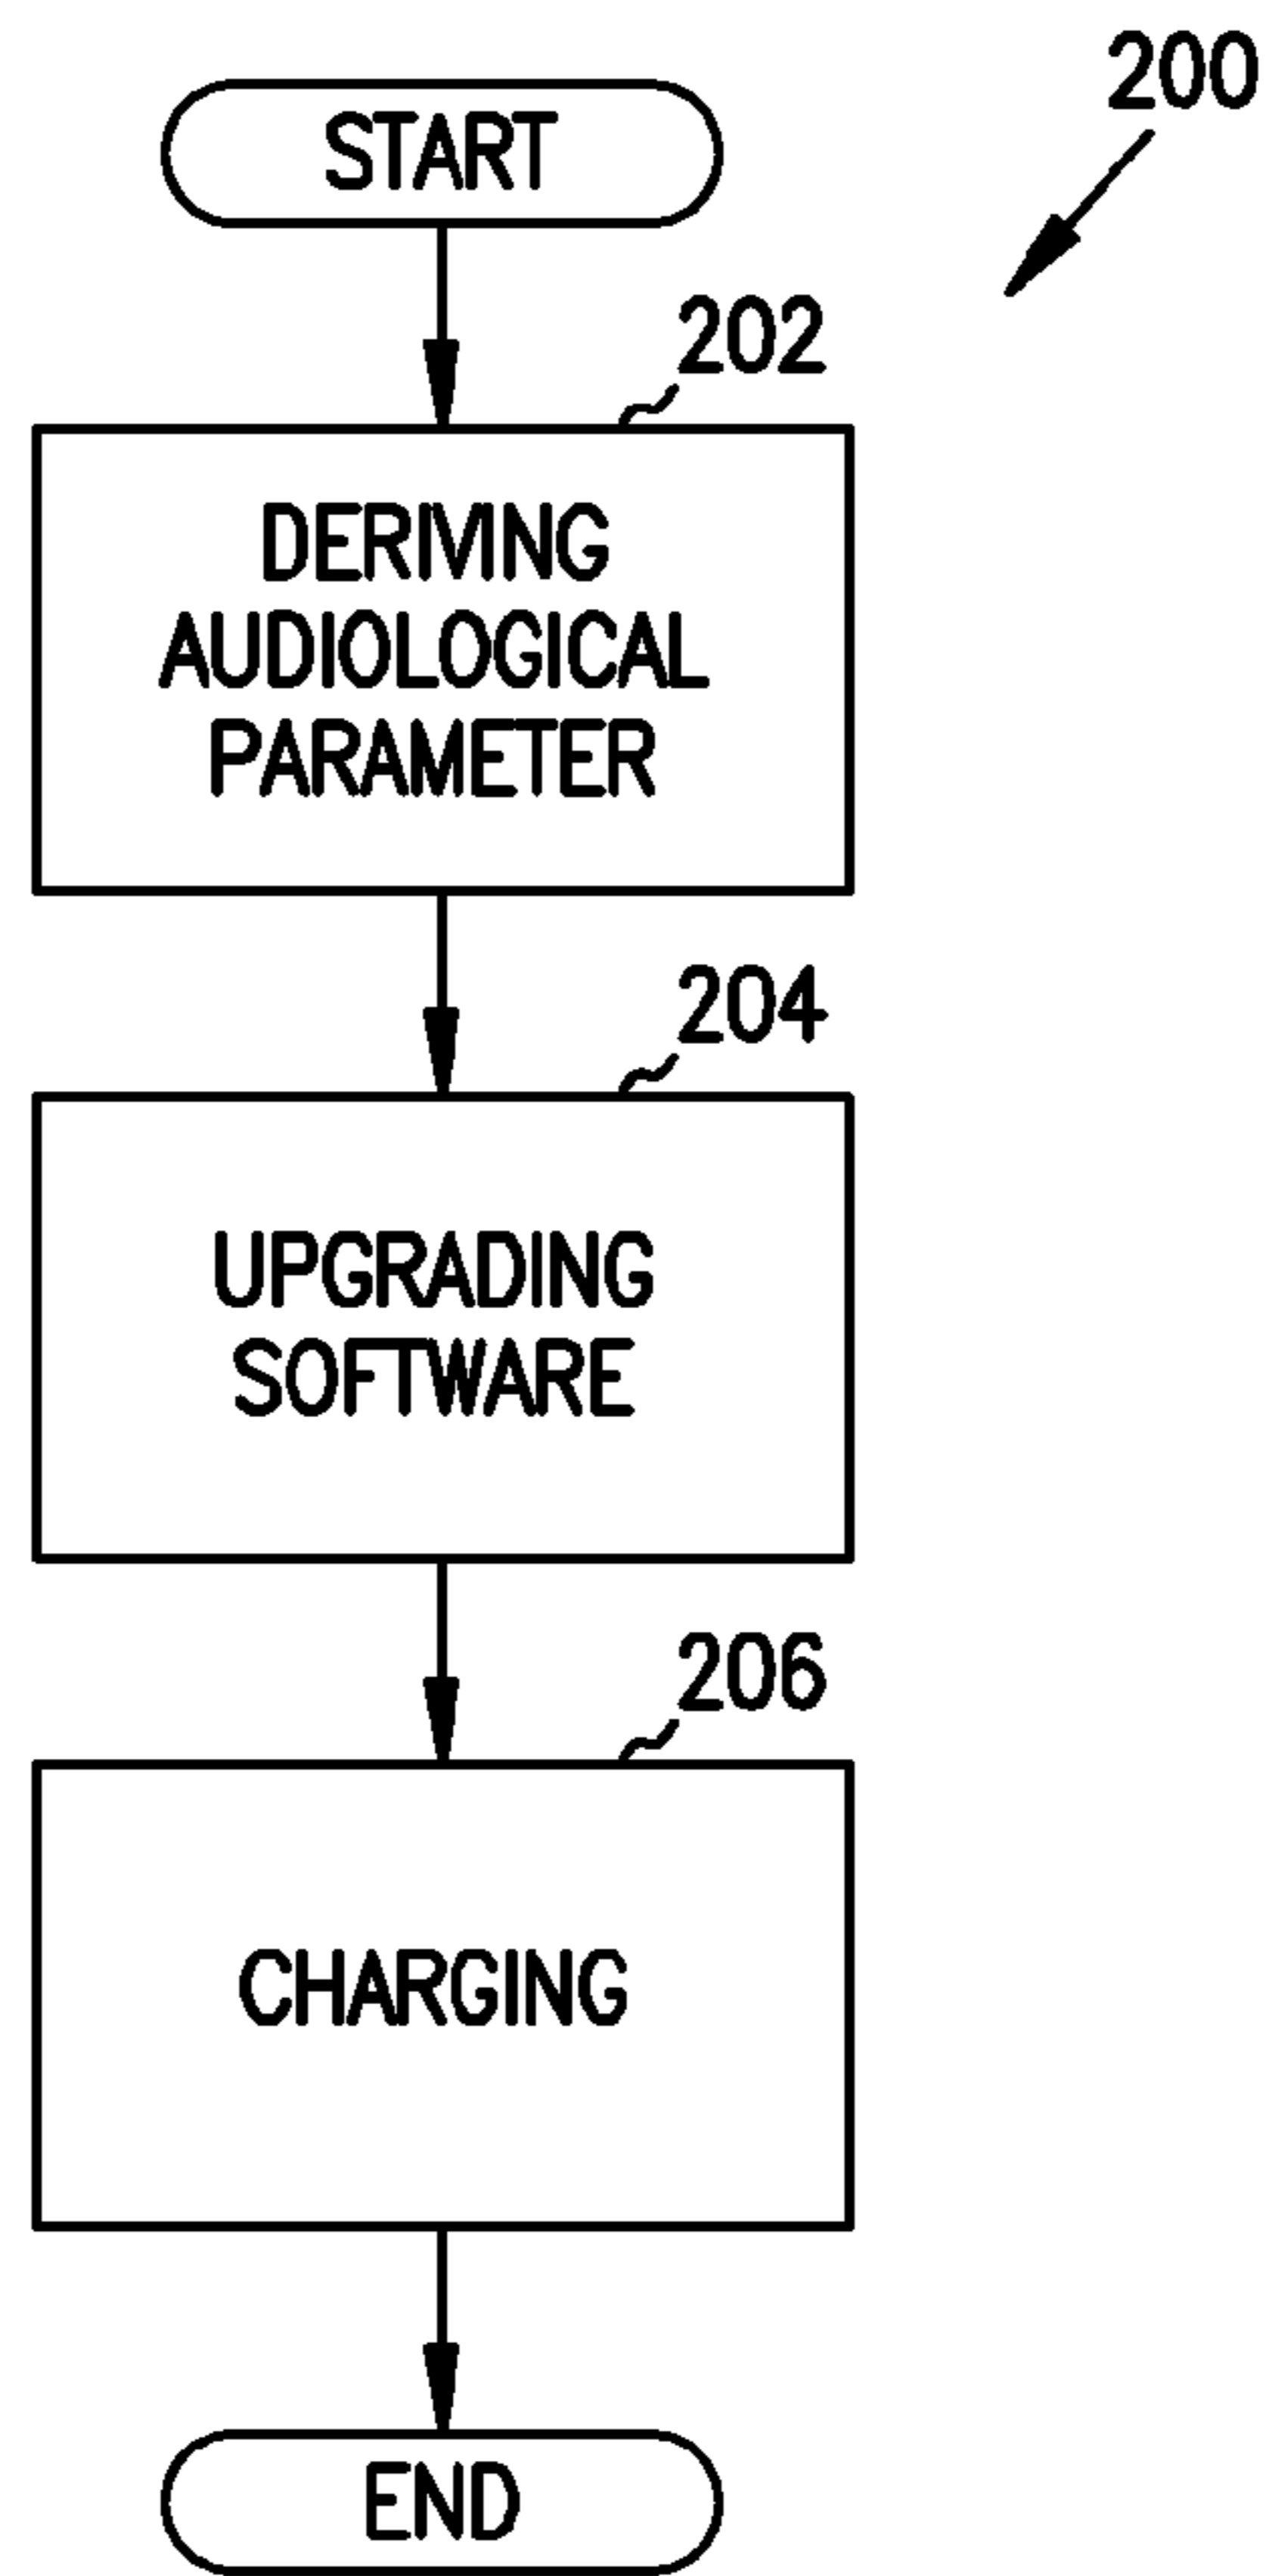 200
START
202
DERIVING
AUDIOLOGICAL
PARAMETER
204
UPGRADING
SOFTWARE
206
CHARGING
END